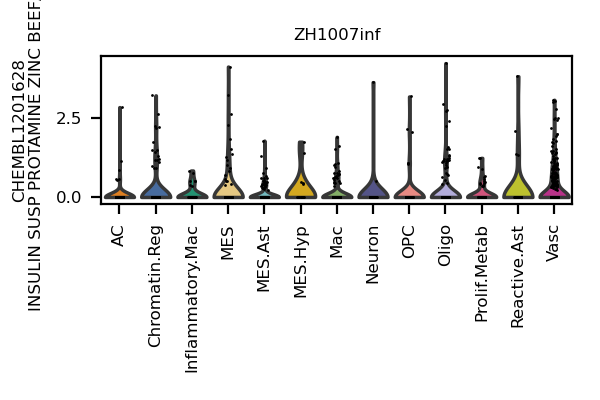 ZH1007inf
CHEMBL1201628
INSULIN SUSP PROTAMINE ZINC BEEF
2.5
0.0
AC
Chromatin.Reg
Inflammatory.Mac
MES
MES.Ast
MES.Hyp
Mac
Neuron
OPC
Oligo
Prolif.Metab
Reactive.Ast
Vasc